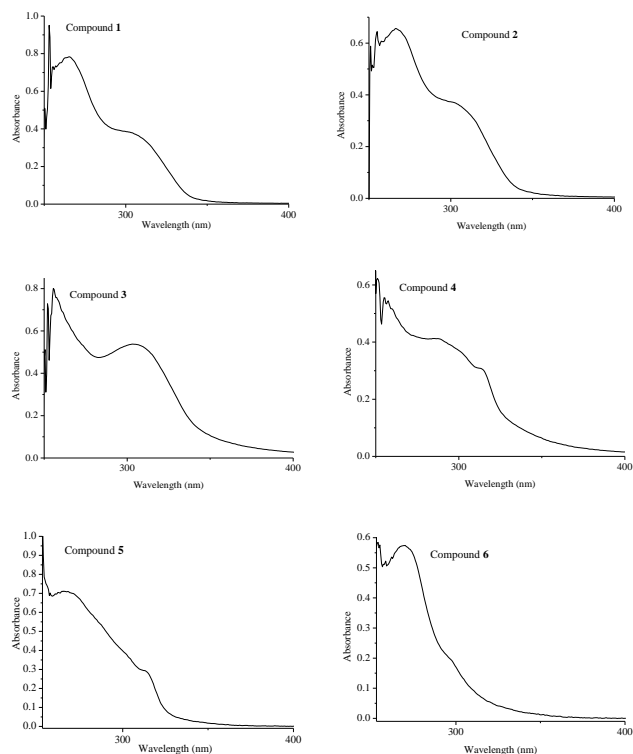 Compound 1
1.0
0.8
0.6
0.4
0.2
0.0
Absorbance
300
400
Wavelength (nm)
Compound 2
0.6
0.4
0.2
0.0
Absorbance
300
400
Wavelength (nm)
Compound 3
0.8
0.6
0.4
0.2
0.0
Absorbance
300
400
Wavelength (nm)
Compound 4
0.6
0.4
0.2
0.0
Absorbance
300
400
Wavelength (nm)
Compound 5
1.0
0.9
0.8
0.7
0.6
0.5
0.4
0.3
0.2
0.1
0.0
Absorbance
300
400
Wavelength (nm)
Compound 6
0.6
0.5
0.4
0.3
0.2
0.1
0.0
Absorbance
300
400
Wavelength (nm)